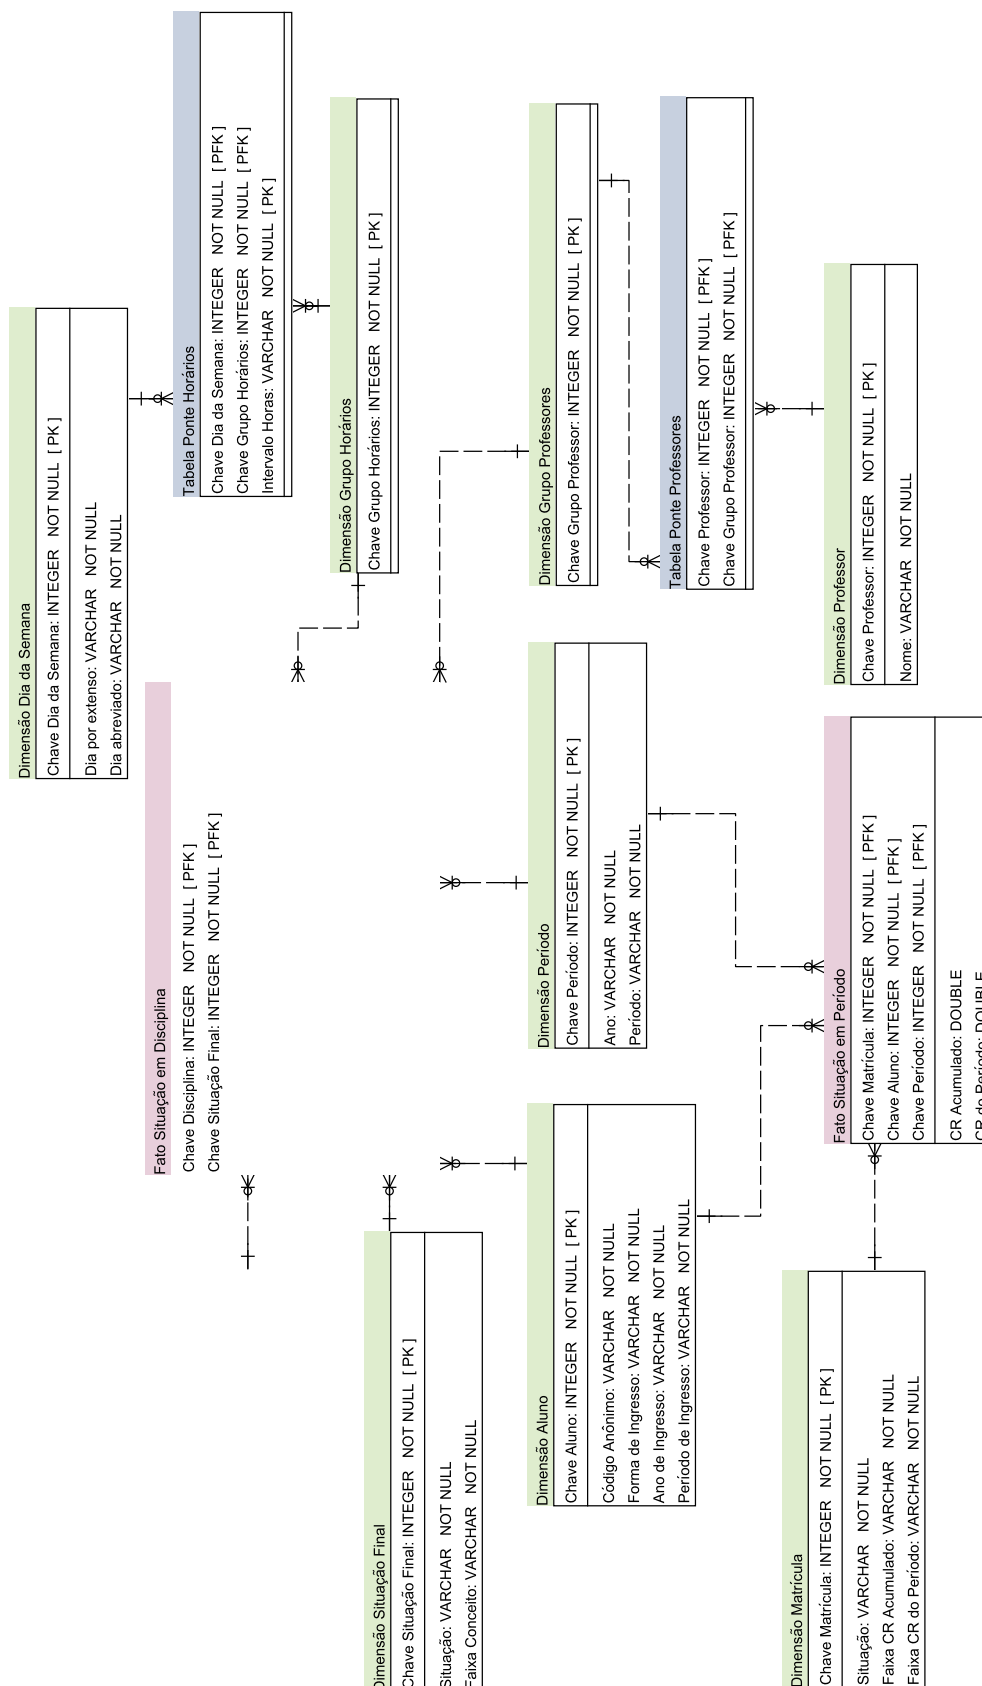 Dimensão Dia da Semana
Chave Dia da Semana: INTEGER NOT NULL [ PK ]
Dia por extenso: VARCHAR NOT NULL
Dia abreviado: VARCHAR NOT NULL
Tabela Ponte Horários
Chave Dia da Semana: INTEGER NOT NULL [ PFK ]
Chave Grupo Horários: INTEGER NOT NULL [ PFK ]
Intervalo Horas: VARCHAR NOT NULL [ PK ]
Dimensão Grupo Horários
Chave Grupo Horários: INTEGER NOT NULL [ PK ]
Dimensão Grupo Professores
Chave Grupo Professor: INTEGER NOT NULL [ PK ]
Tabela Ponte Professores
Chave Professor: INTEGER NOT NULL [ PFK ]
Chave Grupo Professor: INTEGER NOT NULL [ PFK ]
Dimensão Professor
Chave Professor: INTEGER NOT NULL [ PK ]
Nome: VARCHAR NOT NULL
Fato Situação em Disciplina
Chave Disciplina: INTEGER NOT NULL [ PFK ]
Chave Situação Final: INTEGER NOT NULL [ PFK ]
Dimensão Período
Chave Período: INTEGER NOT NULL [ PK ]
Ano: VARCHAR NOT NULL
Período: VARCHAR NOT NULL
Fato Situação em Período
Chave Matrícula: INTEGER NOT NULL [ PFK ]
Chave Aluno: INTEGER NOT NULL [ PFK ]
Chave Período: INTEGER NOT NULL [ PFK ]
CR Acumulado: DOUBLE
CR do Período: DOUBLE
Dimensão Situação Final
Chave Situação Final: INTEGER NOT NULL [ PK ]
Situação: VARCHAR NOT NULL
Faixa Conceito: VARCHAR NOT NULL
Dimensão Aluno
Chave Aluno: INTEGER NOT NULL [ PK ]
Código Anônimo: VARCHAR NOT NULL
Forma de Ingresso: VARCHAR NOT NULL
Ano de Ingresso: VARCHAR NOT NULL
Período de Ingresso: VARCHAR NOT NULL
Dimensão Matrícula
Chave Matrícula: INTEGER NOT NULL [ PK ]
Situação: VARCHAR NOT NULL
Faixa CR Acumulado: VARCHAR NOT NULL
Faixa CR do Período: VARCHAR NOT NULL